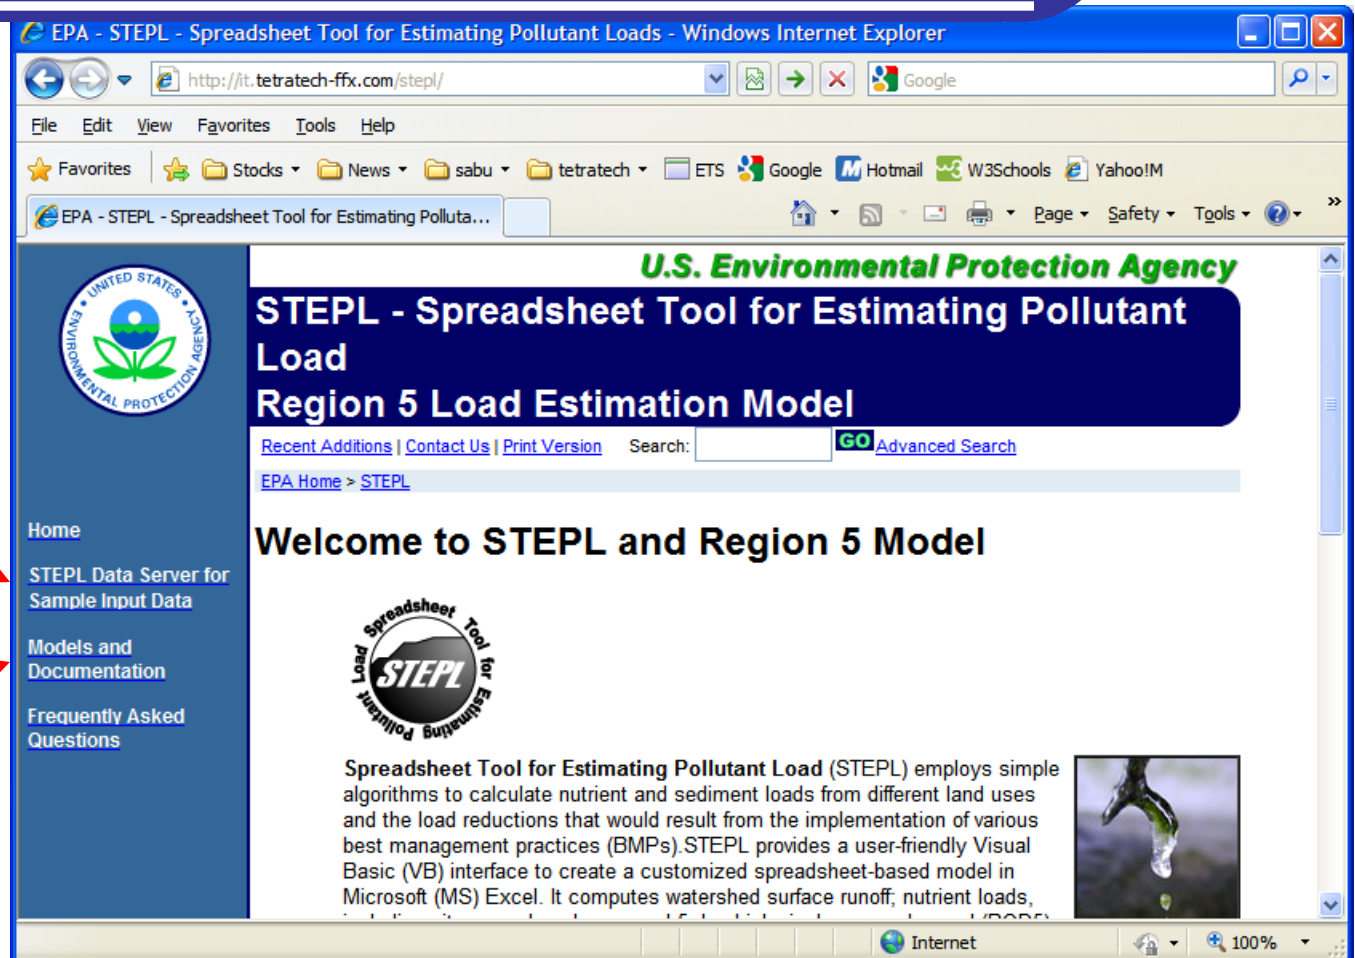 EPA - STEPL - Spreadsheet Tool for Estimating Pollutant Loads - Windows Internet Explorer
http://it.tetratech-ffx.com/stepl/
Google
File Edit View Favorites Tools Help
Favorites Stocks News sabu tetratech ETS Google Hotmail W3Schools Yahoo!M
EPA - STEPL - Spreadsheet Tool for Estimating Polluta...
Page Safety Tools
UNITED STATES ENVIRONMENTAL PROTECTION AGENCY
U.S. Environmental Protection Agency
STEPL - Spreadsheet Tool for Estimating Pollutant
Load
Region 5 Load Estimation Model
Recent Additions | Contact Us | Print Version Search: GO Advanced Search
EPA Home > STEPL
Home
STEPL Data Server for
Sample Input Data
Models and
Documentation
Frequently Asked
Questions
Welcome to STEPL and Region 5 Model
Spreadsheet Tool for Estimating Pollutant Load
STEPL
Spreadsheet Tool for Estimating Pollutant Load (STEPL) employs simple
algorithms to calculate nutrient and sediment loads from different land uses
and the load reductions that would result from the implementation of various
best management practices (BMPs).STEPL provides a user-friendly Visual
Basic (VB) interface to create a customized spreadsheet-based model in
Microsoft (MS) Excel. It computes watershed surface runoff; nutrient loads,
Internet
100%